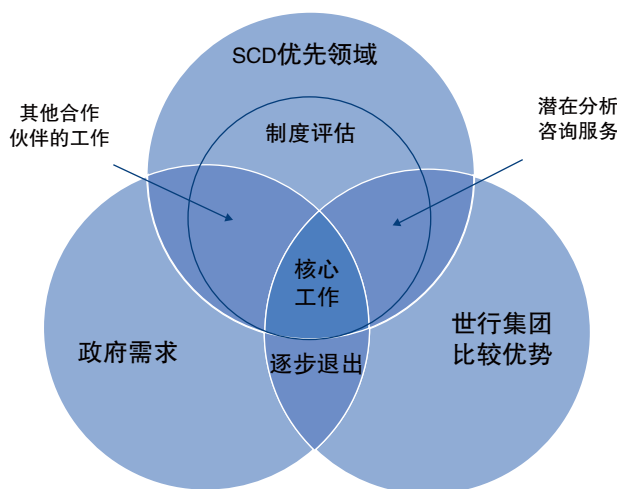 SCD优先领域
其他合作
伙伴的工作
制度评估
潜在分析
咨询服务
核心
工作
政府需求
世行集团
比较优势
逐步退出